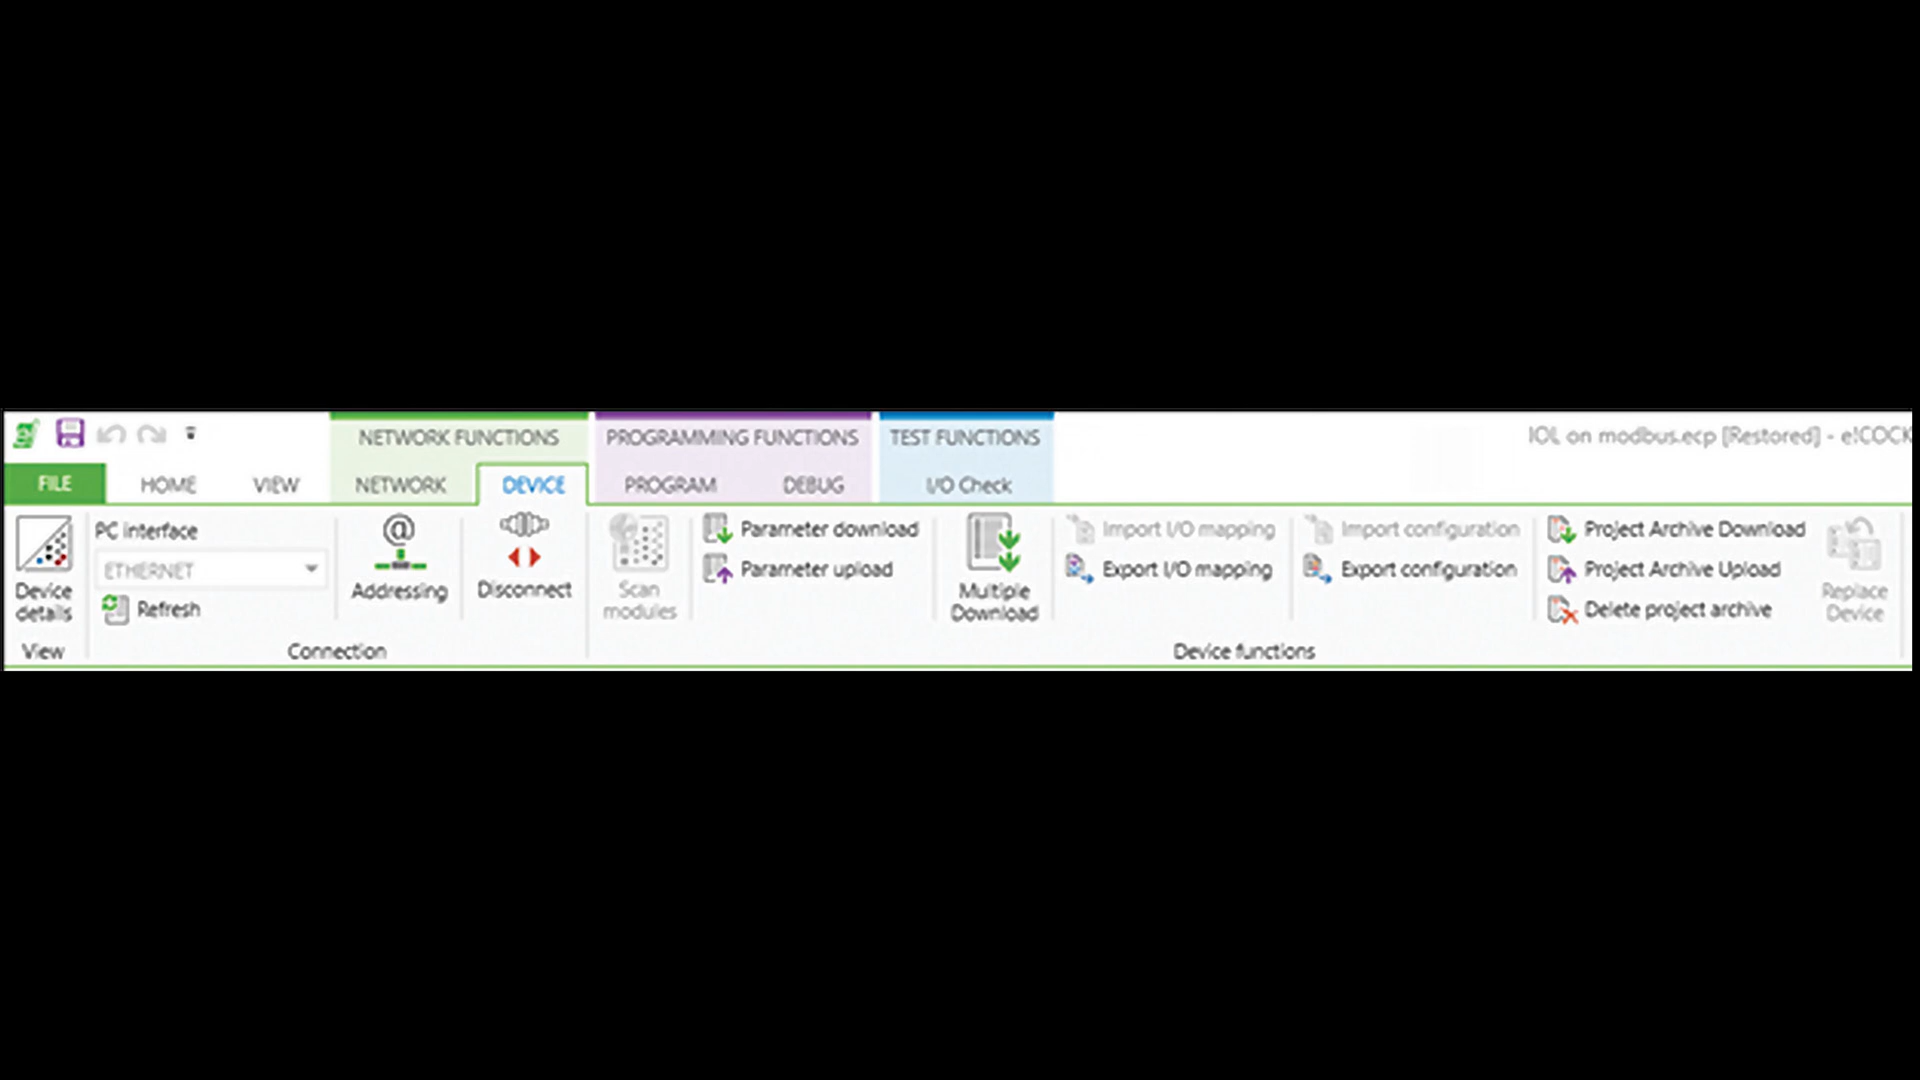 NETWORK FUNCTIONS PROGRAMMING FUNCTIONS TEST FUNCTIONS IOL on modbus.ecp [Restored] - e!COCK
FILE HOME VIEW NETWORK DEVICE PROGRAM DEBUG I/O Check
Device details
View
PC interface
ETHERNET
Refresh
Addressing
Disconnect
Connection
Scan modules
Parameter download
Parameter upload
Multiple Download
Import I/O mapping
Export I/O mapping
Import configuration
Export configuration
Project Archive Download
Project Archive Upload
Delete project archive
Replace Device
Device functions